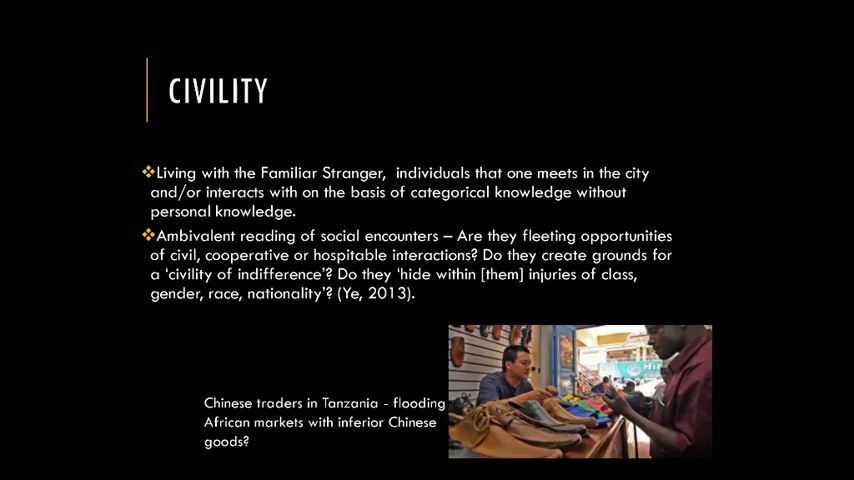 CIVILITY
Living with the Familiar Stranger, individuals that one meets in the city
and/or interacts with on the basis of categorical knowledge without
personal knowledge.
Ambivalent reading of social encounters – Are they fleeting opportunities
of civil, cooperative or hospitable interactions? Do they create grounds for
a ‘civility of indifference’? Do they ‘hide within [them] injuries of class,
gender, race, nationality’? (Ye, 2013).
Chinese traders in Tanzania - flooding
African markets with inferior Chinese
goods?